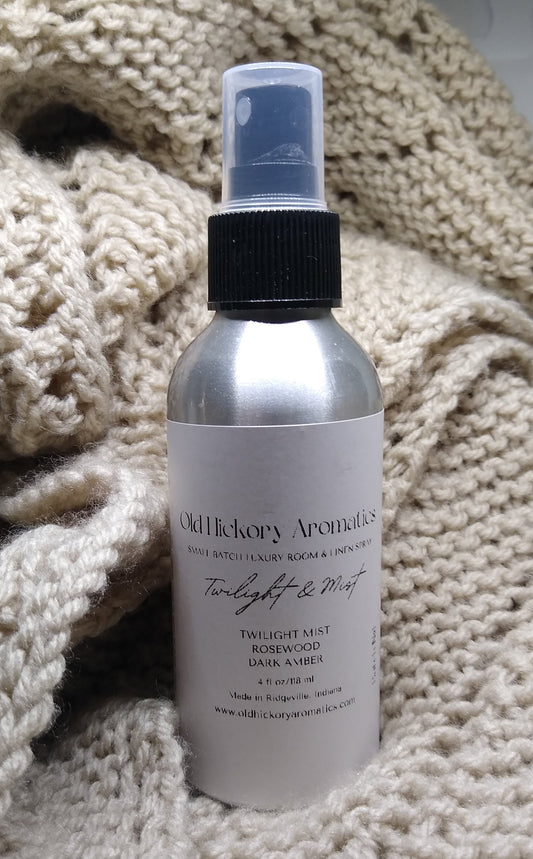 Old Hickory Aromatics
SMALL BATCH LUXURY ROOM & LINEN SPRAY
Twilight & Mist
TWILIGHT MIST
ROSEWOOD
DARK AMBER
4 fl oz/118 ml
Made in Ridgeville, Indiana
www.oldhickoryaromatics.com